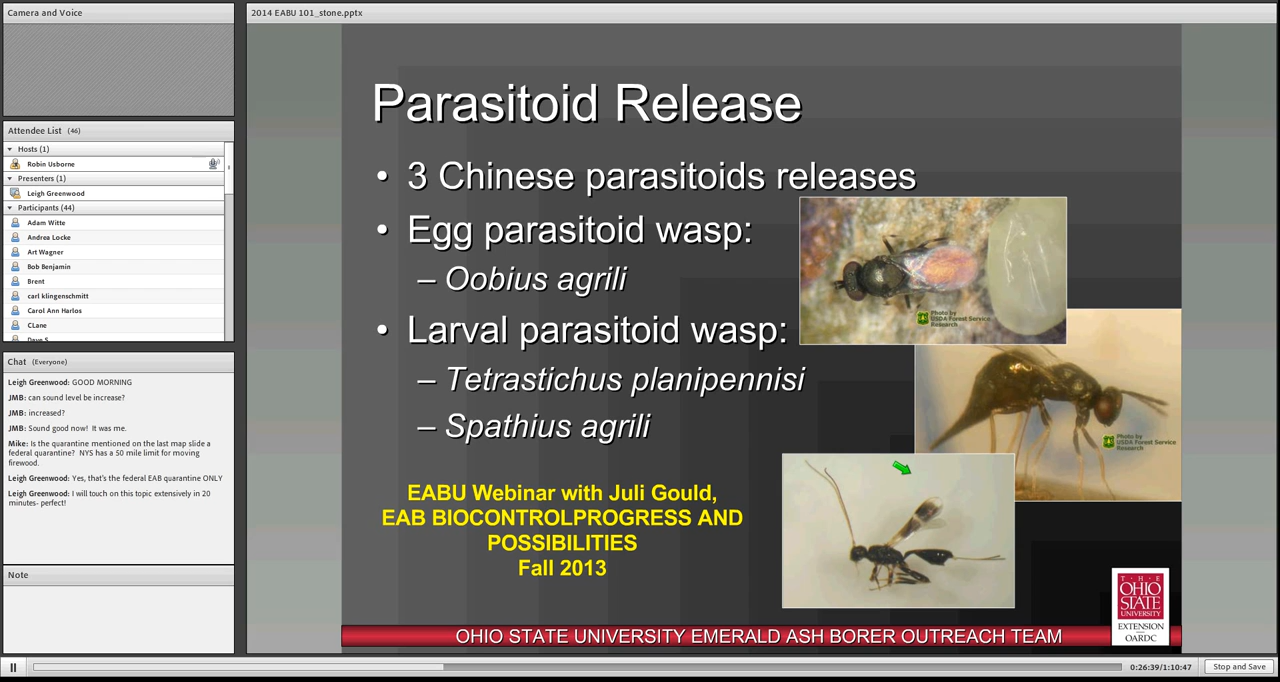 Camera and Voice
2014 EABU 101_stone.pptx
Attendee List (46)
Hosts (1)
Robin Usborne
Presenters (1)
Leigh Greenwood
Participants (44)
Adam Witte
Andrea Locke
Art Wagner
Bob Benjamin
Brent
carl klingenschmitt
Carol Ann Harlos
CLane
Dave S
Chat (Everyone)
Leigh Greenwood: GOOD MORNING
JMB: can sound level be increase?
JMB: increased?
JMB: Sound good now! It was me.
Mike: Is the quarantine mentioned on the last map slide a
federal quarantine? NYS has a 50 mile limit for moving
firewood.
Leigh Greenwood: Yes, that's the federal EAB quarantine ONLY
Leigh Greenwood: I will touch on this topic extensively in 20
minutes- perfect!
Note
Parasitoid Release
• 3 Chinese parasitoids releases
• Egg parasitoid wasp:
– Oobius agrili
• Larval parasitoid wasp:
– Tetrastichus planipennisi
– Spathius agrili
Photo by
USDA Forest Service
Research
Photo by
USDA Forest Service
Research
EABU Webinar with Juli Gould,
EAB BIOCONTROLPROGRESS AND
POSSIBILITIES
Fall 2013
OHIO STATE UNIVERSITY EMERALD ASH BORER OUTREACH TEAM
T · H · E
OHIO
STATE
UNIVERSITY
EXTENSION
OARDC
0:26:39/1:10:47
Stop and Save